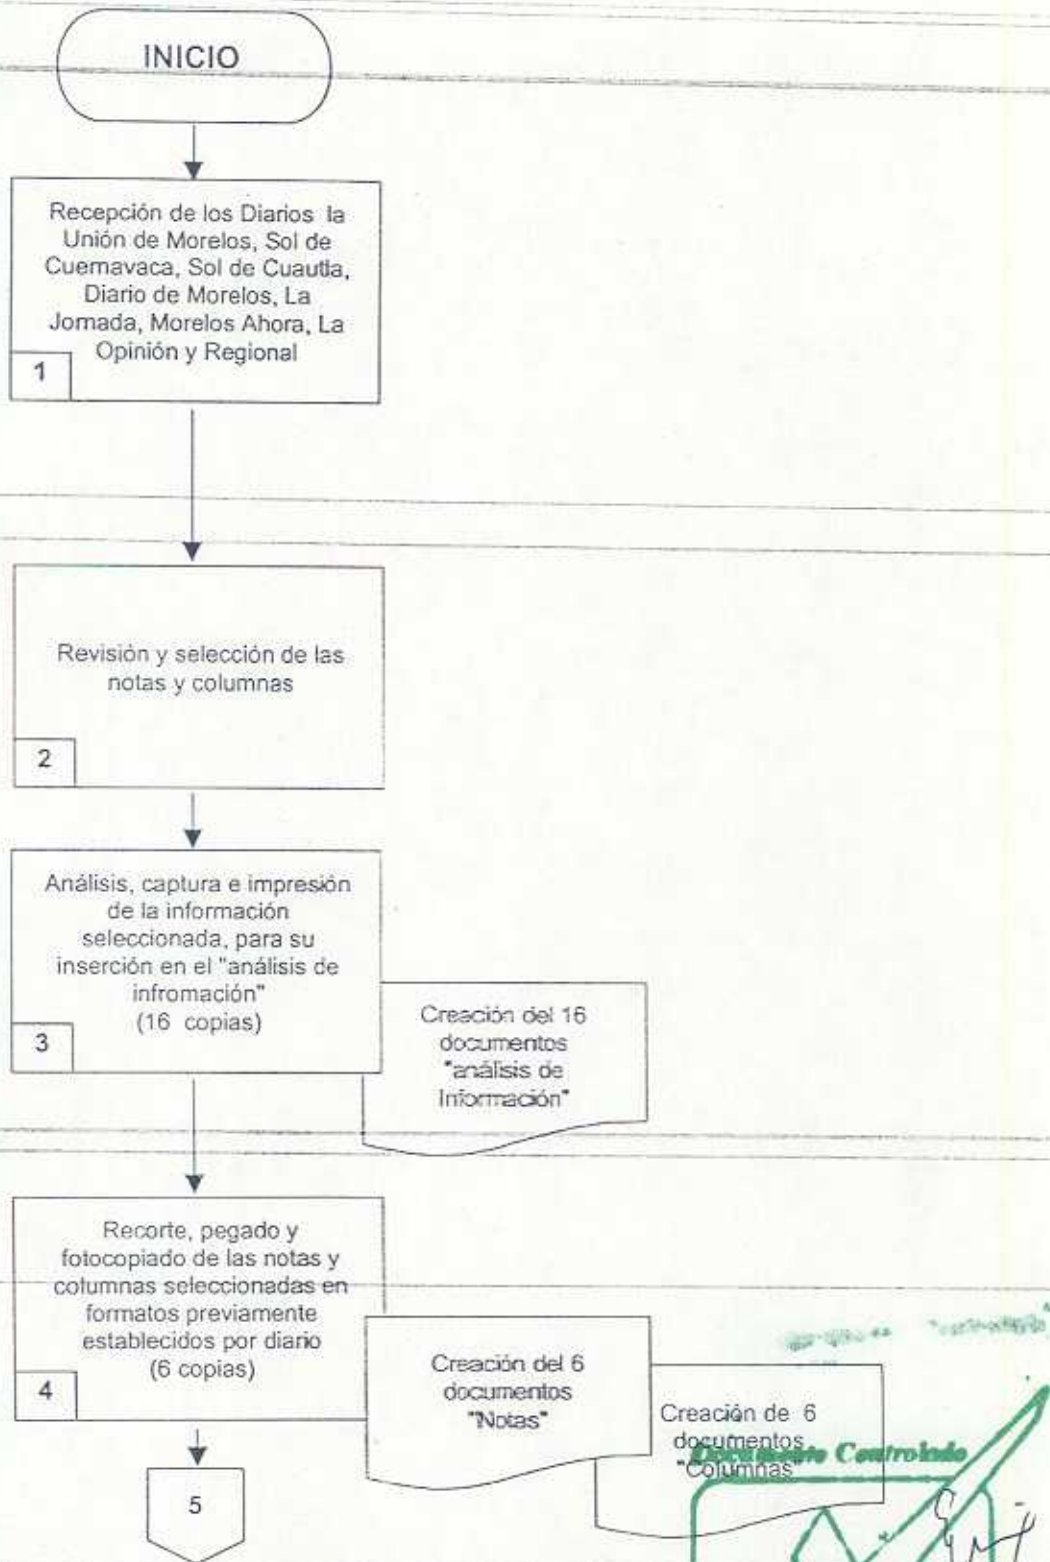 INICIO
Recepción de los Diarios la
Unión de Morelos, Sol de
Cuernavaca, Sol de Cuautla,
Diario de Morelos, La
Jornada, Morelos Ahora, La
Opinión y Regional
1
Revisión y selección de las
notas y columnas
2
Análisis, captura e impresión
de la información
seleccionada, para su
inserción en el "análisis de
infromación"
(16 copias)
3
Creación del 16
documentos
"análisis de
Información"
Recorte, pegado y
fotocopiado de las notas y
columnas seleccionadas en
formatos previamente
establecidos por diario
(6 copias)
4
Creación del 6
documentos
"Notas"
Creación de 6
documentos
"Columnas"
Documento Controlado
5